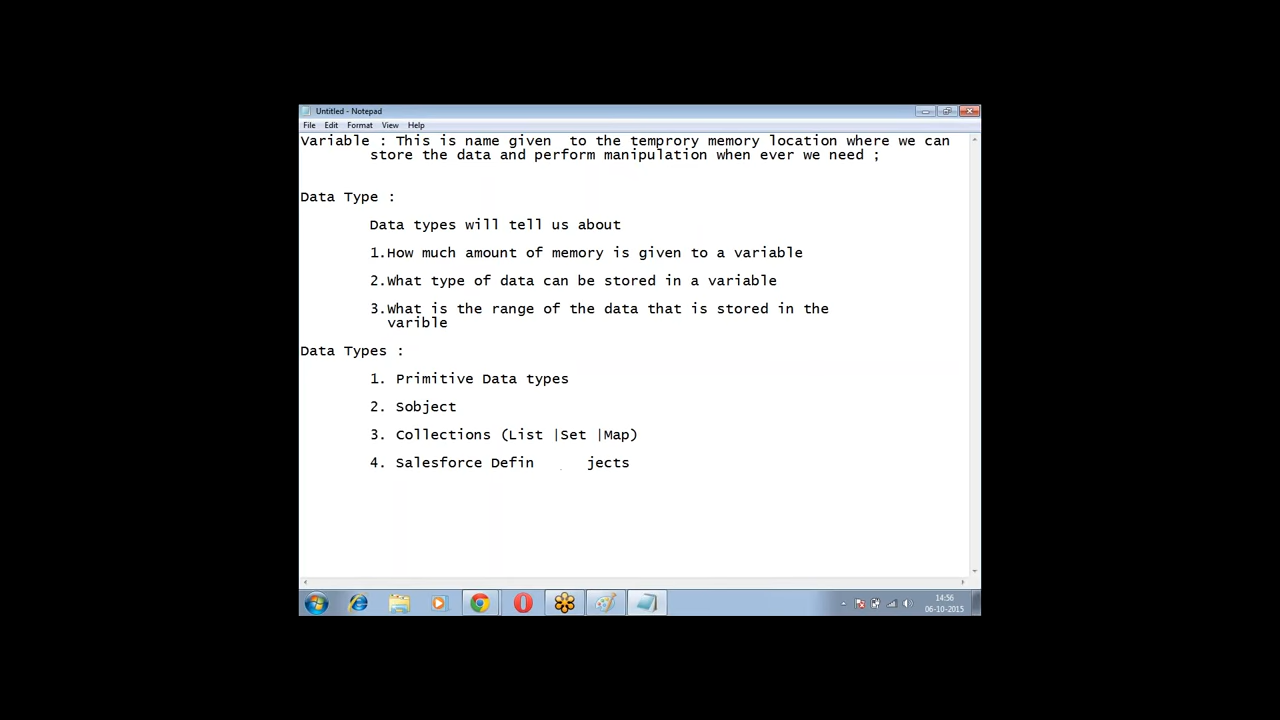 Untitled - Notepad
File Edit Format View Help
Variable : This is name given  to the temprory memory location where we can
store the data and perform manipulation when ever we need ;
Data Type :
Data types will tell us about
1.How much amount of memory is given to a variable
2.What type of data can be stored in a variable
3.What is the range of the data that is stored in the
varible
Data Types :
1. Primitive Data types
2. Sobject
3. Collections (List |Set |Map)
4. Salesforce Defin jects
14:56
06-10-2015